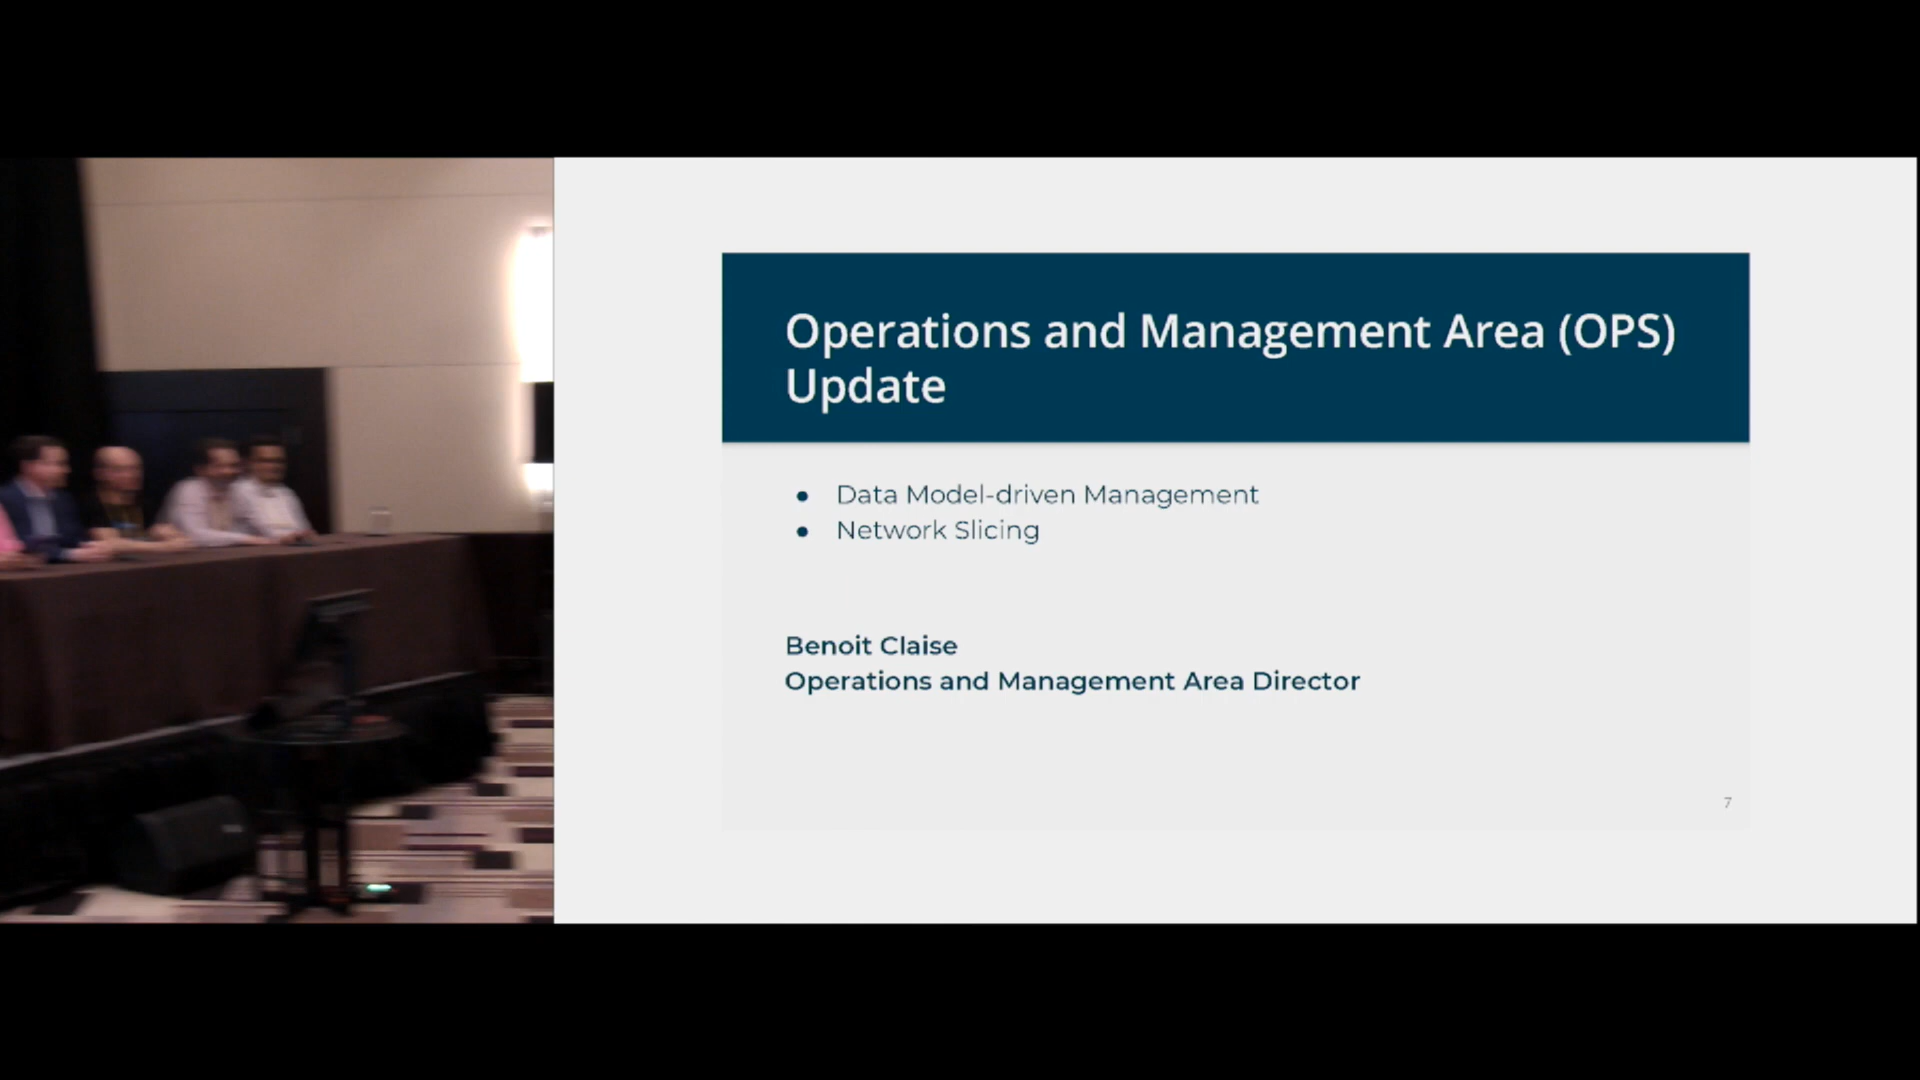 Operations and Management Area (OPS)
Update
● Data Model-driven Management
● Network Slicing
Benoit Claise
Operations and Management Area Director
7